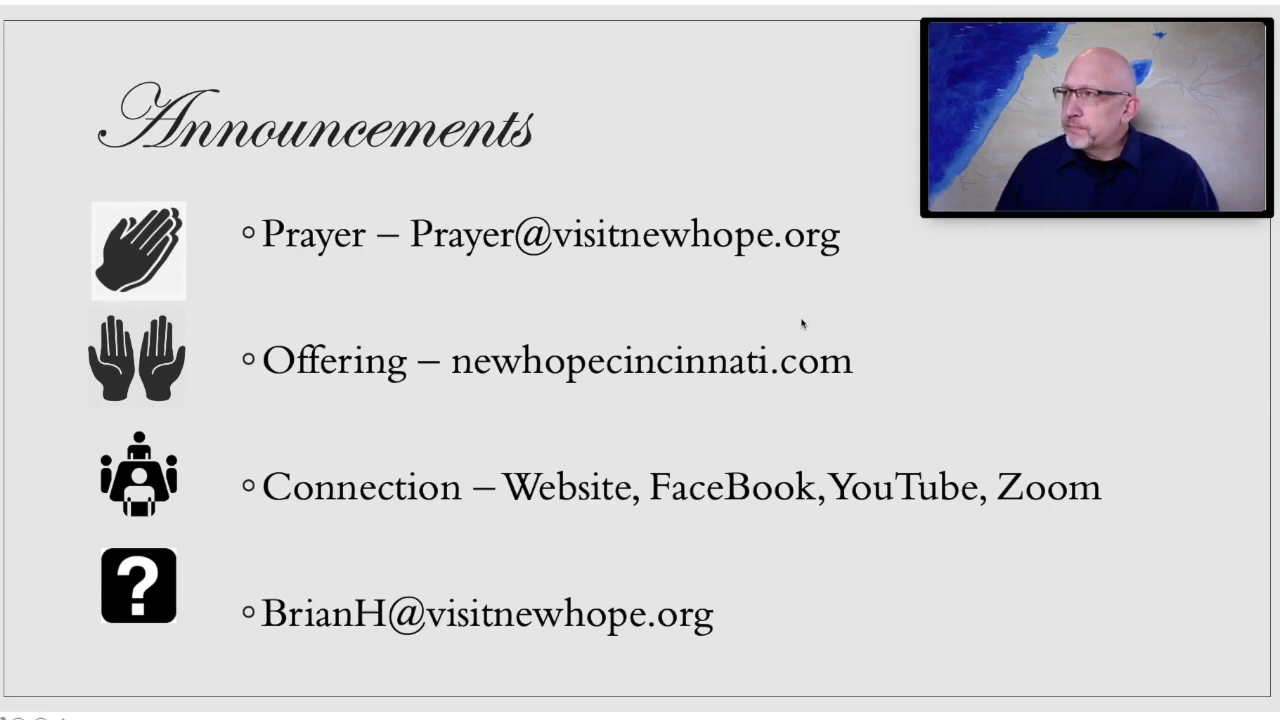 Announcements
Prayer – Prayer@visitnewhope.org
Offering – newhopecincinnati.com
Connection – Website, FaceBook, YouTube, Zoom
?
BrianH@visitnewhope.org